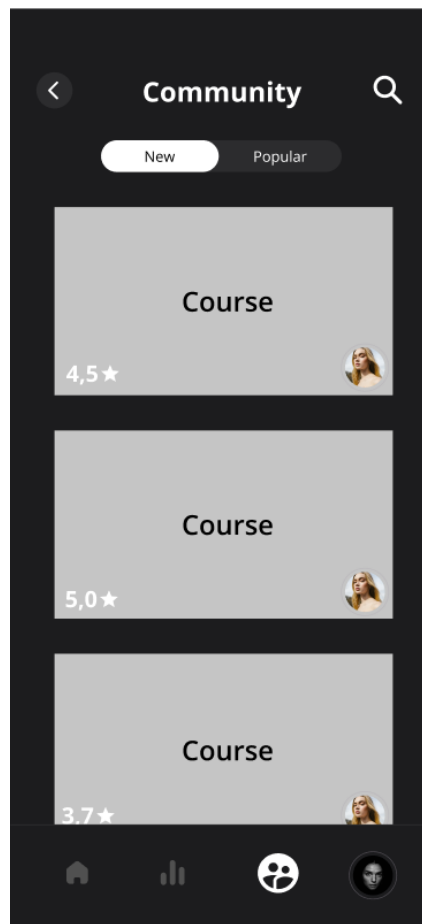 Community
New Popular
Course
4,5★
Course
5,0★
Course
3,7★